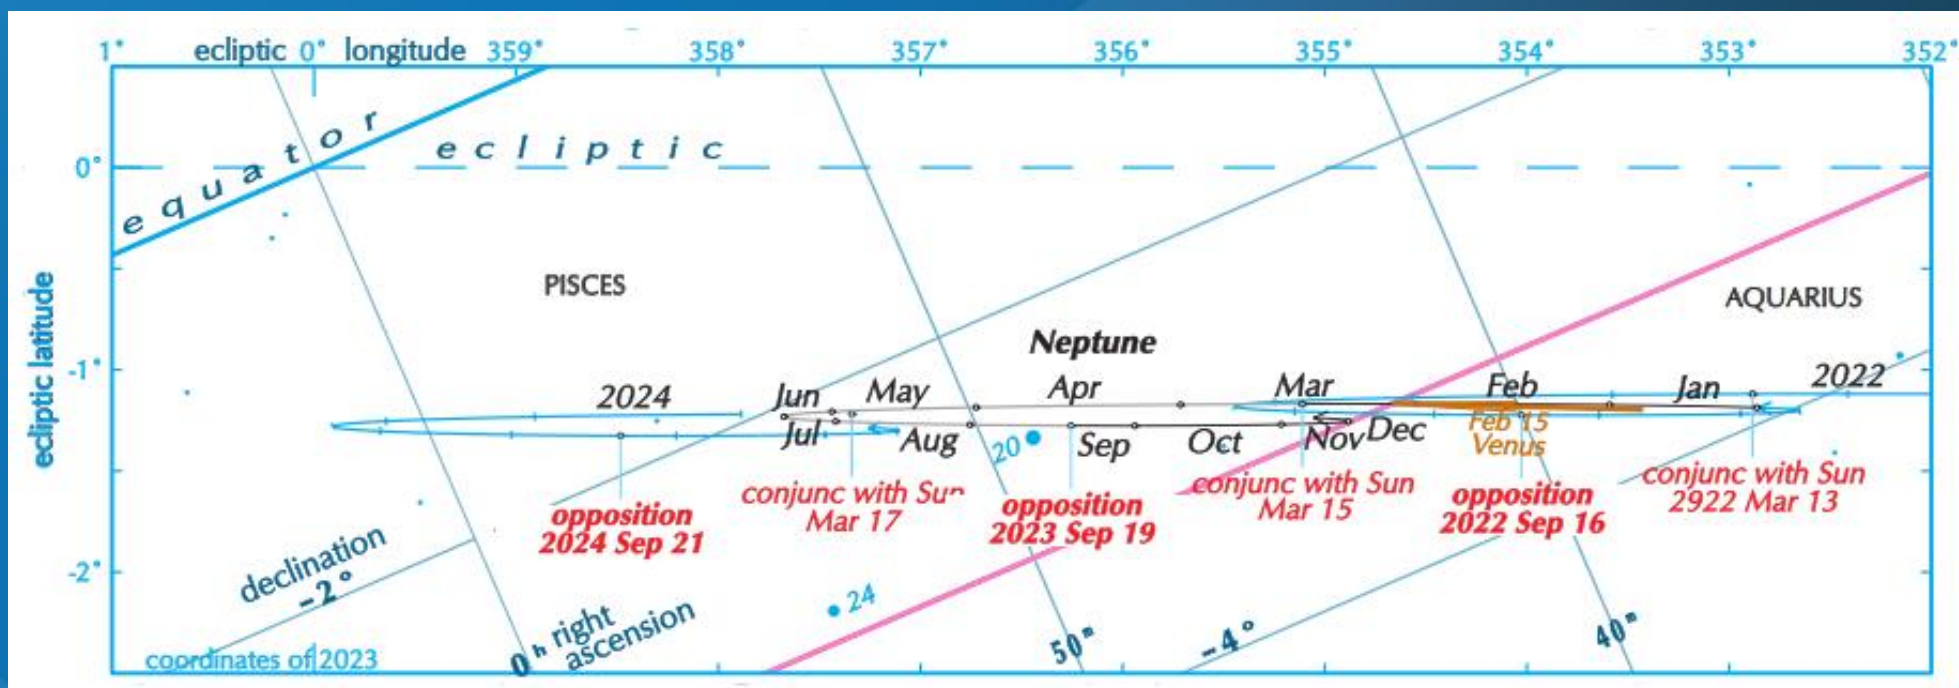 1° ecliptic 0° longitude 359° 358° 357° 356° 355° 354° 353° 352°
equator
ecliptic
0°
PISCES
AQUARIUS
ecliptic latitude
Neptune
-1°
2024 Jun May Apr Mar Feb Jan 2022
Jul Aug Sep Oct Nov Dec
Feb 15
Venus
20
conjunc with Sun
Mar 17
conjunc with Sun
Mar 15
conjunc with Sun
2922 Mar 13
opposition
2024 Sep 21
opposition
2023 Sep 19
opposition
2022 Sep 16
-2°
declination
-2°
24
0h right
ascension
50m
-4°
40m
coordinates of 2023